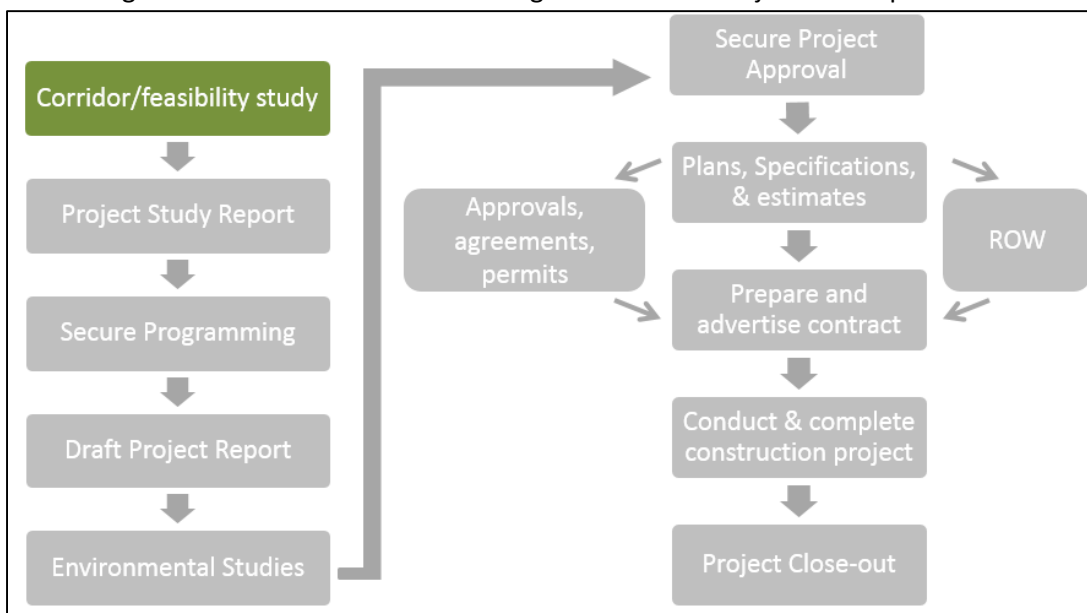 Corridor/feasibility study
Project Study Report
Secure Programming
Draft Project Report
Environmental Studies
Secure Project
Approval
Plans, Specifications,
& estimates
Approvals,
agreements,
permits
ROW
Prepare and
advertise contract
Conduct & complete
construction project
Project Close-out